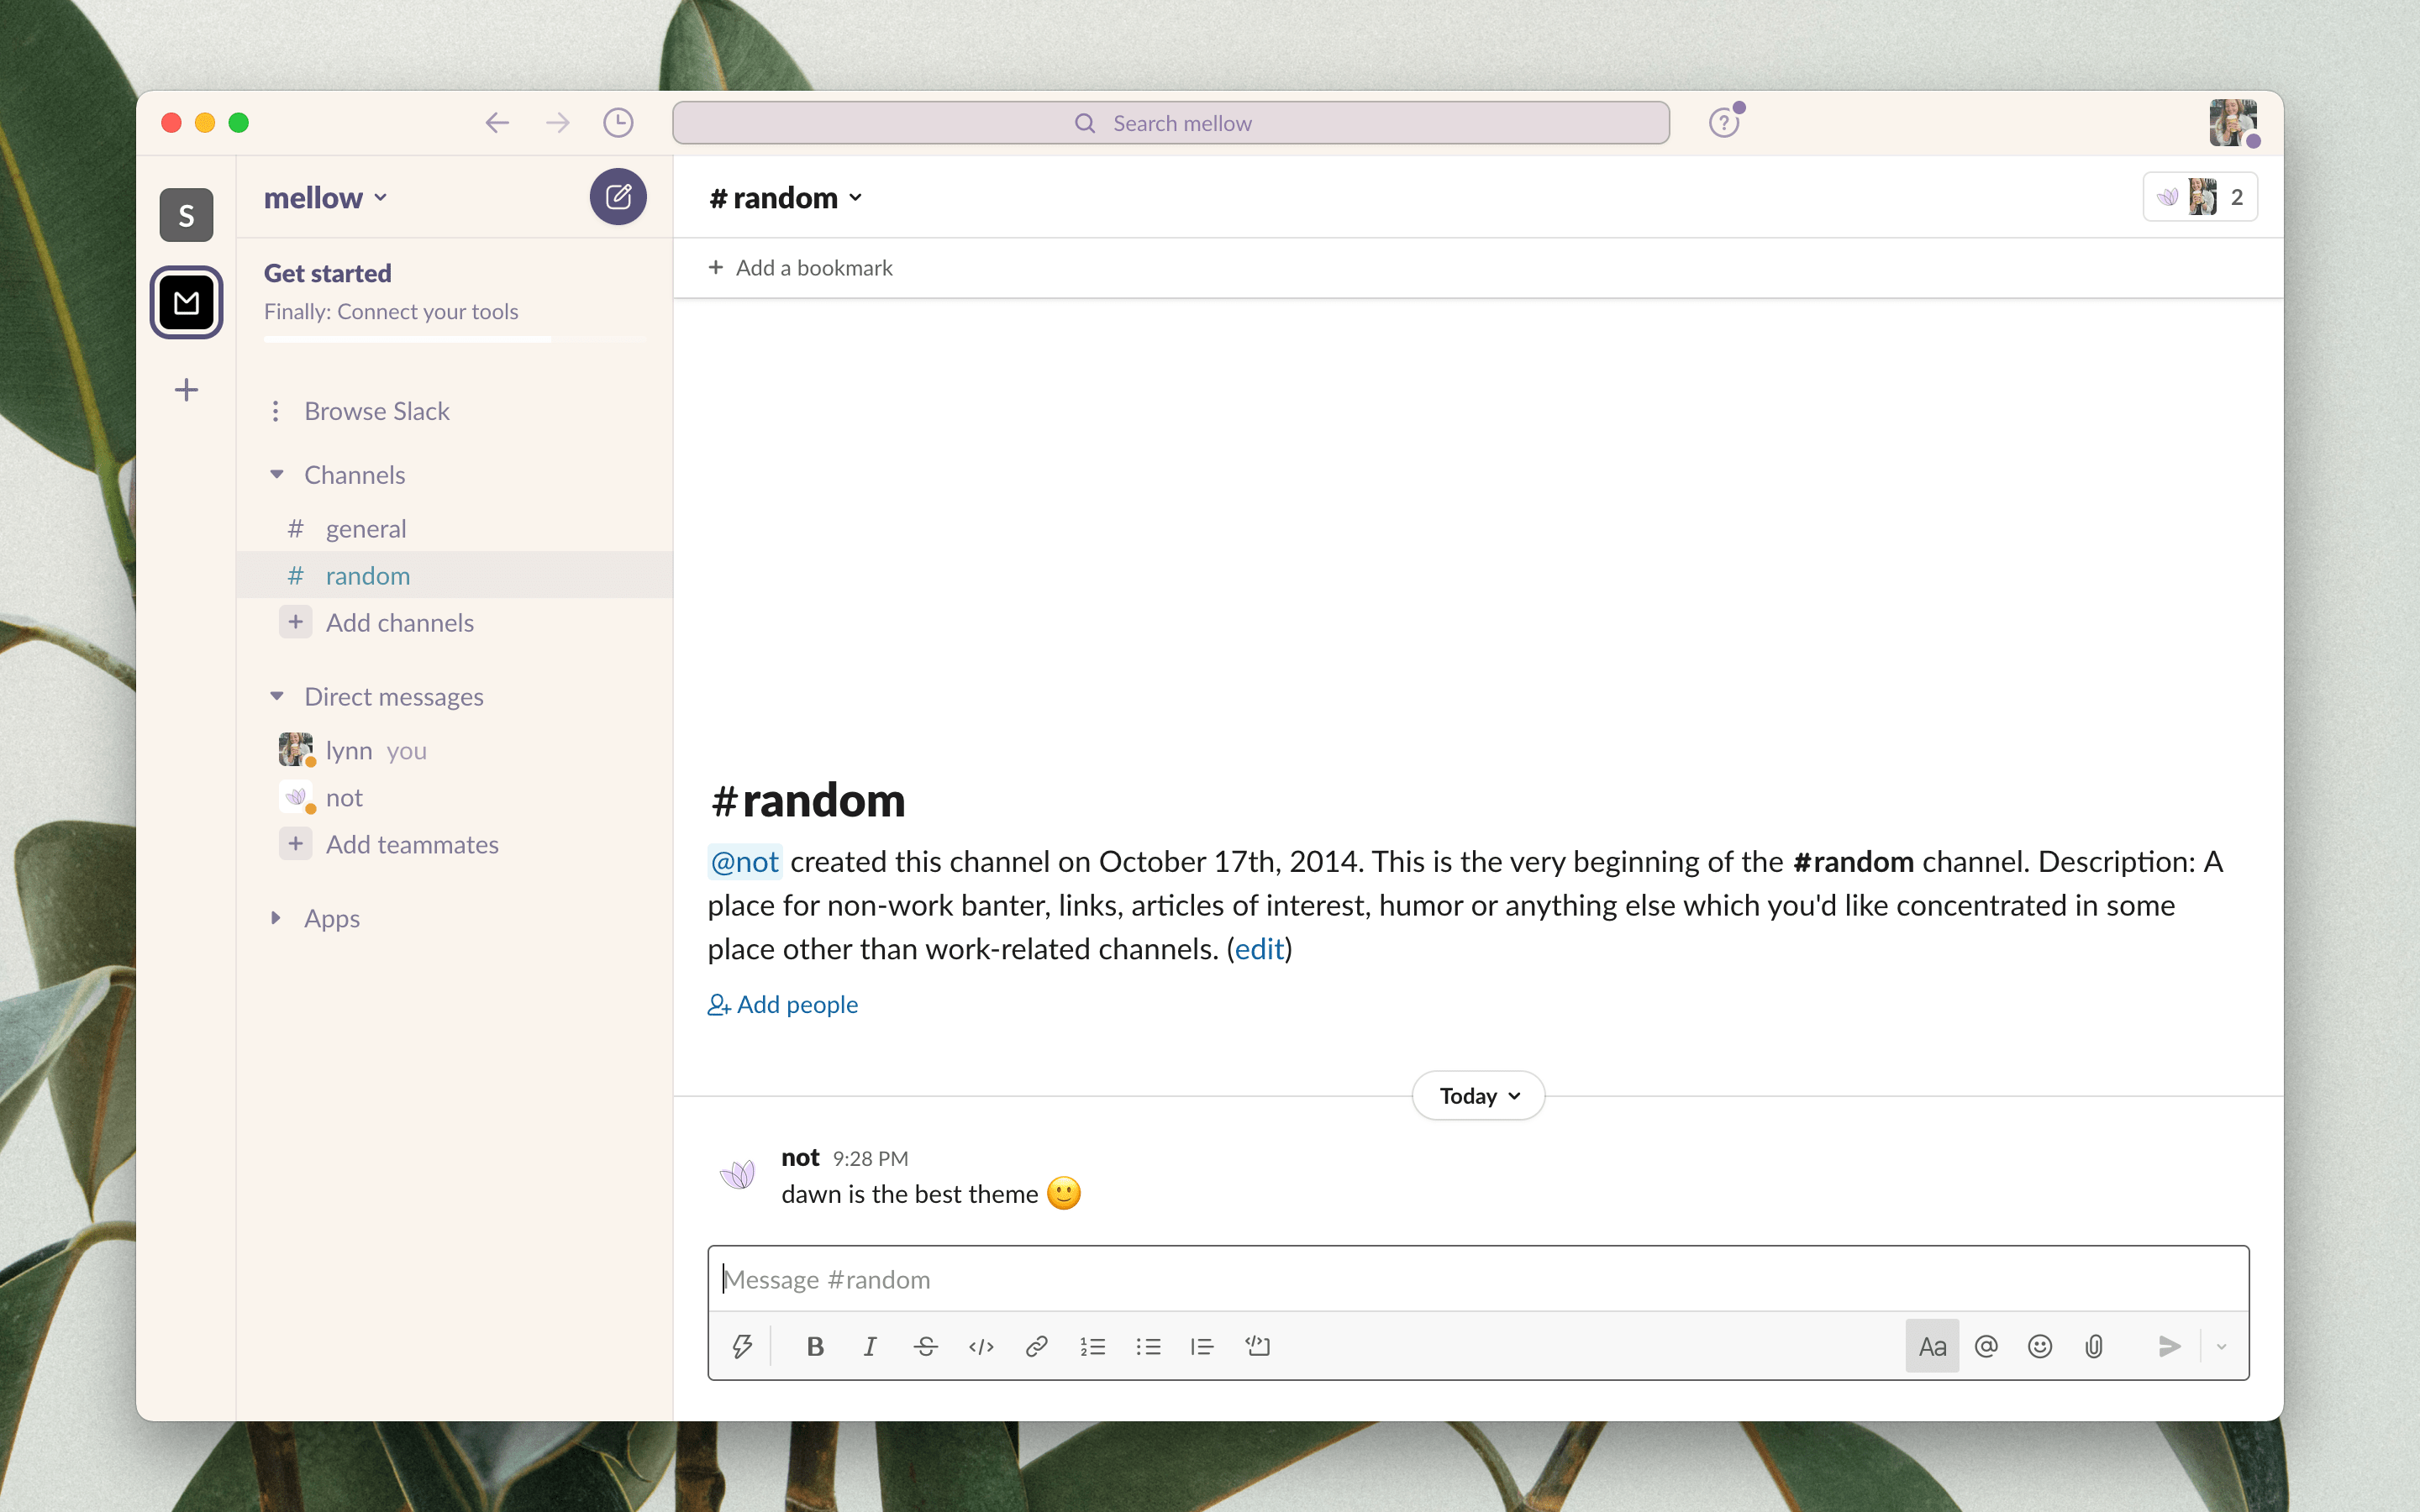 Search mellow
S
mellow
# random
2
Get started
Finally: Connect your tools
+ Add a bookmark
Browse Slack
Channels
# general
# random
+ Add channels
Direct messages
lynn you
not
+ Add teammates
Apps
#random
@not created this channel on October 17th, 2014. This is the very beginning of the #random channel. Description: A
place for non-work banter, links, articles of interest, humor or anything else which you'd like concentrated in some
place other than work-related channels. (edit)
Add people
Today
not 9:28 PM
dawn is the best theme 🙂
Message #random
B I S </> Aa @